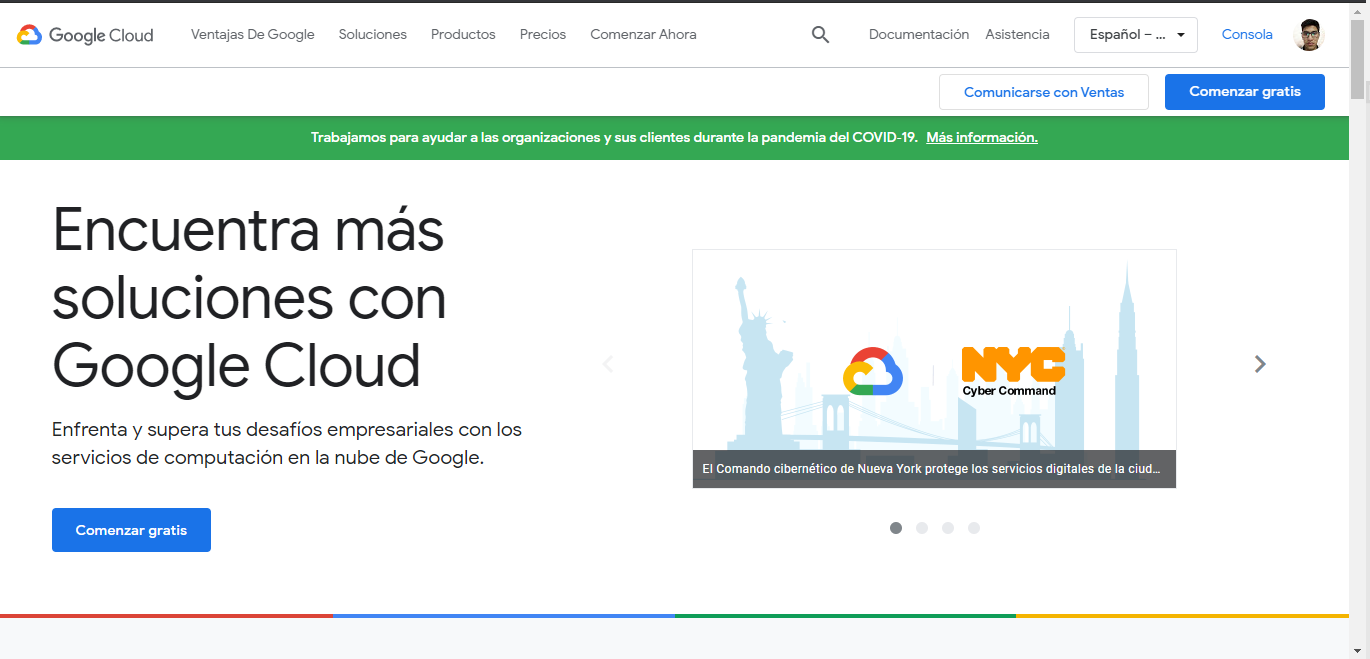 Google Cloud
Ventajas De Google
Soluciones
Productos
Precios
Comenzar Ahora
Documentación
Asistencia
Español – ...
Consola
Comunicarse con Ventas
Comenzar gratis
Trabajamos para ayudar a las organizaciones y sus clientes durante la pandemia del COVID-19. Más información.
Encuentra más
soluciones con
Google Cloud
Enfrenta y supera tus desafíos empresariales con los
servicios de computación en la nube de Google.
Comenzar gratis
NYC
Cyber Command
El Comando cibernético de Nueva York protege los servicios digitales de la ciud...